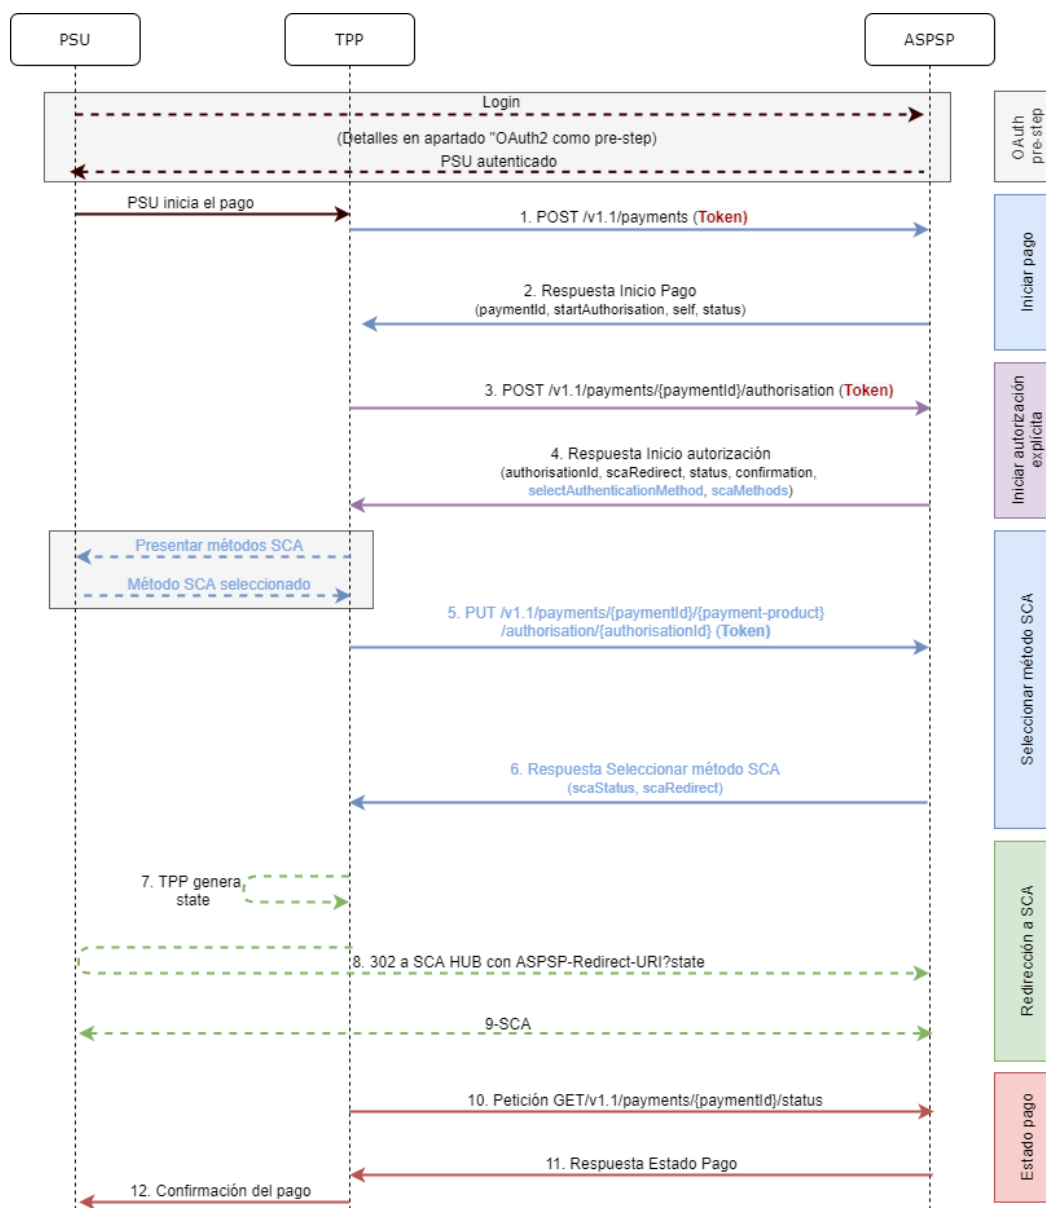 PSU
TPP
ASPSP
Login
(Detalles en apartado "OAuth2 como pre-step)
PSU autenticado
OAuth
pre-step
PSU inicia el pago
1. POST /v1.1/payments (Token)
2. Respuesta Inicio Pago
(paymentId, startAuthorisation, self, status)
Iniciar pago
3. POST /v1.1/payments/{paymentId}/authorisation (Token)
4. Respuesta Inicio autorización
(authorisationId, scaRedirect, status, confirmation,
selectAuthenticationMethod, scaMethods)
Iniciar autorización
explícita
Presentar métodos SCA
Método SCA seleccionado
5. PUT /v1.1/payments/{paymentId}/{payment-product}
/authorisation/{authorisationId} (Token)
6. Respuesta Seleccionar método SCA
(scaStatus, scaRedirect)
Seleccionar método SCA
7. TPP genera
state
8. 302 a SCA HUB con ASPSP-Redirect-URI?state
9-SCA
Redirección a SCA
10. Petición GET/v1.1/payments/{paymentId}/status
11. Respuesta Estado Pago
12. Confirmación del pago
Estado pago